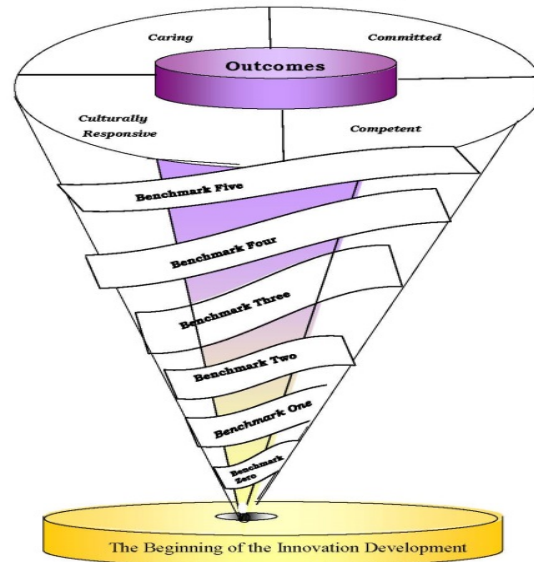 Caring
Committed
Outcomes
Culturally
Responsive
Competent
Benchmark Five
Benchmark Four
Benchmark Three
Benchmark Two
Benchmark One
Benchmark
Zero
The Beginning of the Innovation Development